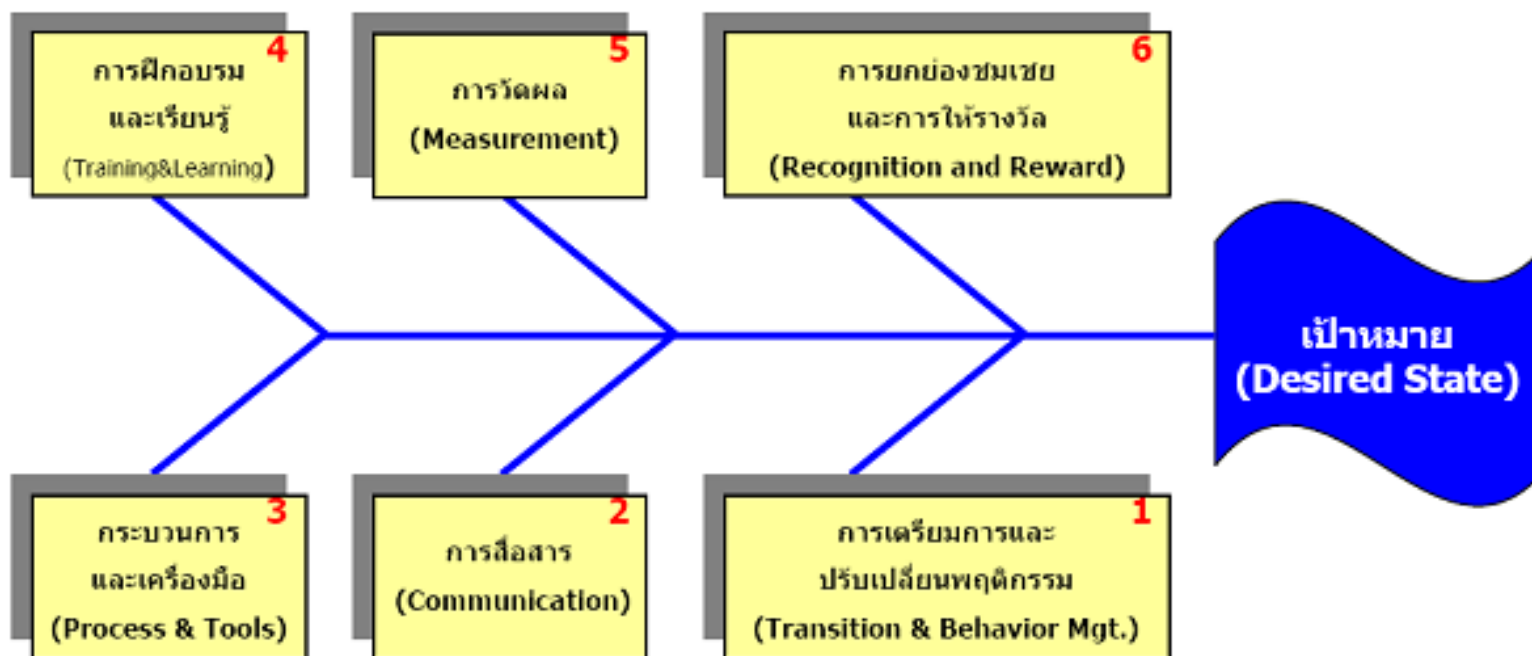 4
การฝึกอบรม
และเรียนรู้
(Training&Learning)
5
การวัดผล
(Measurement)
6
การยกย่องชมเชย
และการให้รางวัล
(Recognition and Reward)
เป้าหมาย
(Desired State)
3
กระบวนการ
และเครื่องมือ
(Process & Tools)
2
การสื่อสาร
(Communication)
1
การเตรียมการและ
ปรับเปลี่ยนพฤติกรรม
(Transition & Behavior Mgt.)